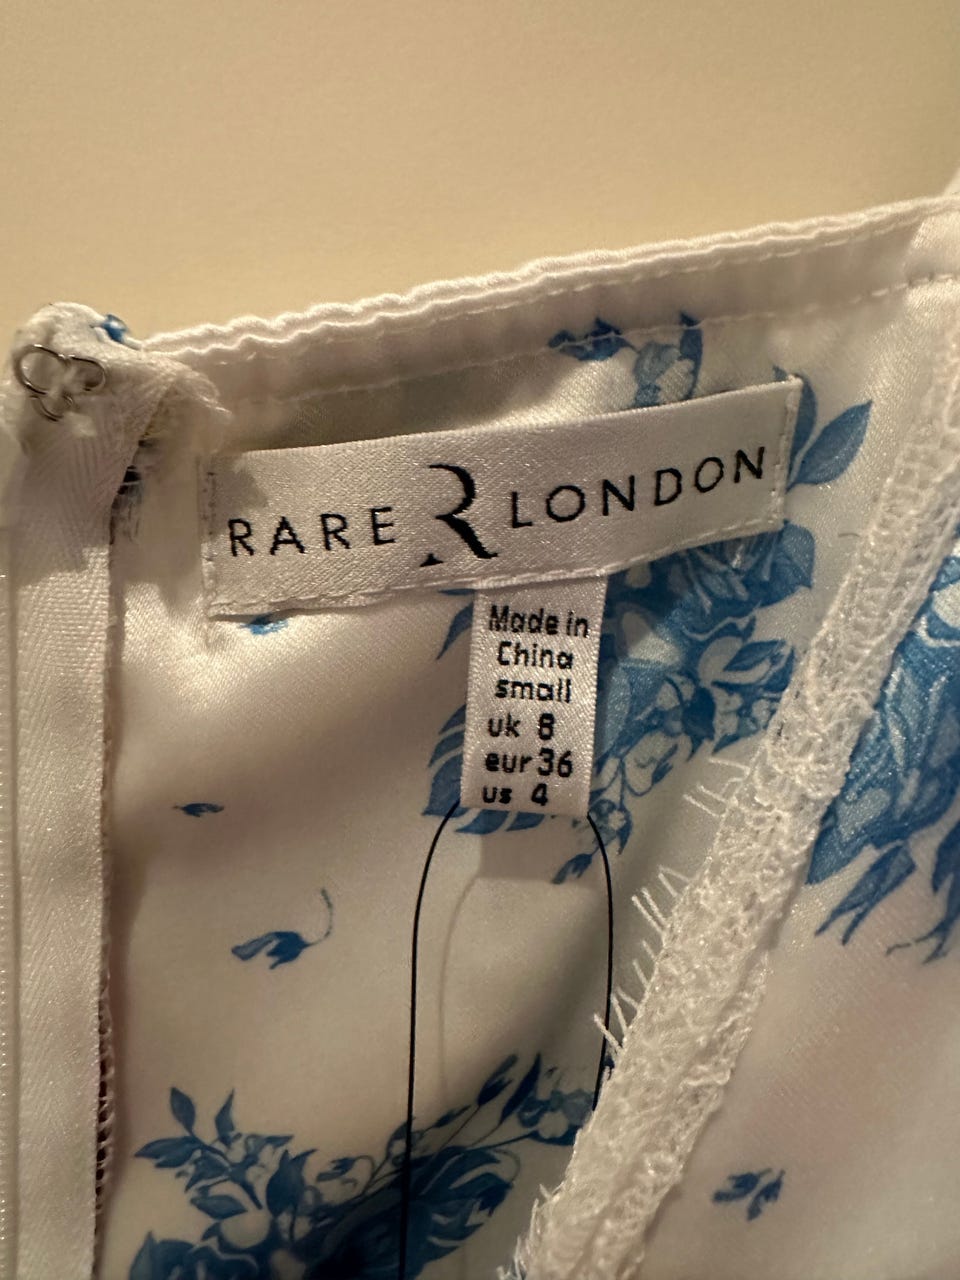 RARE R LONDON
Made in
China
small
uk 8
eur 36
us 4